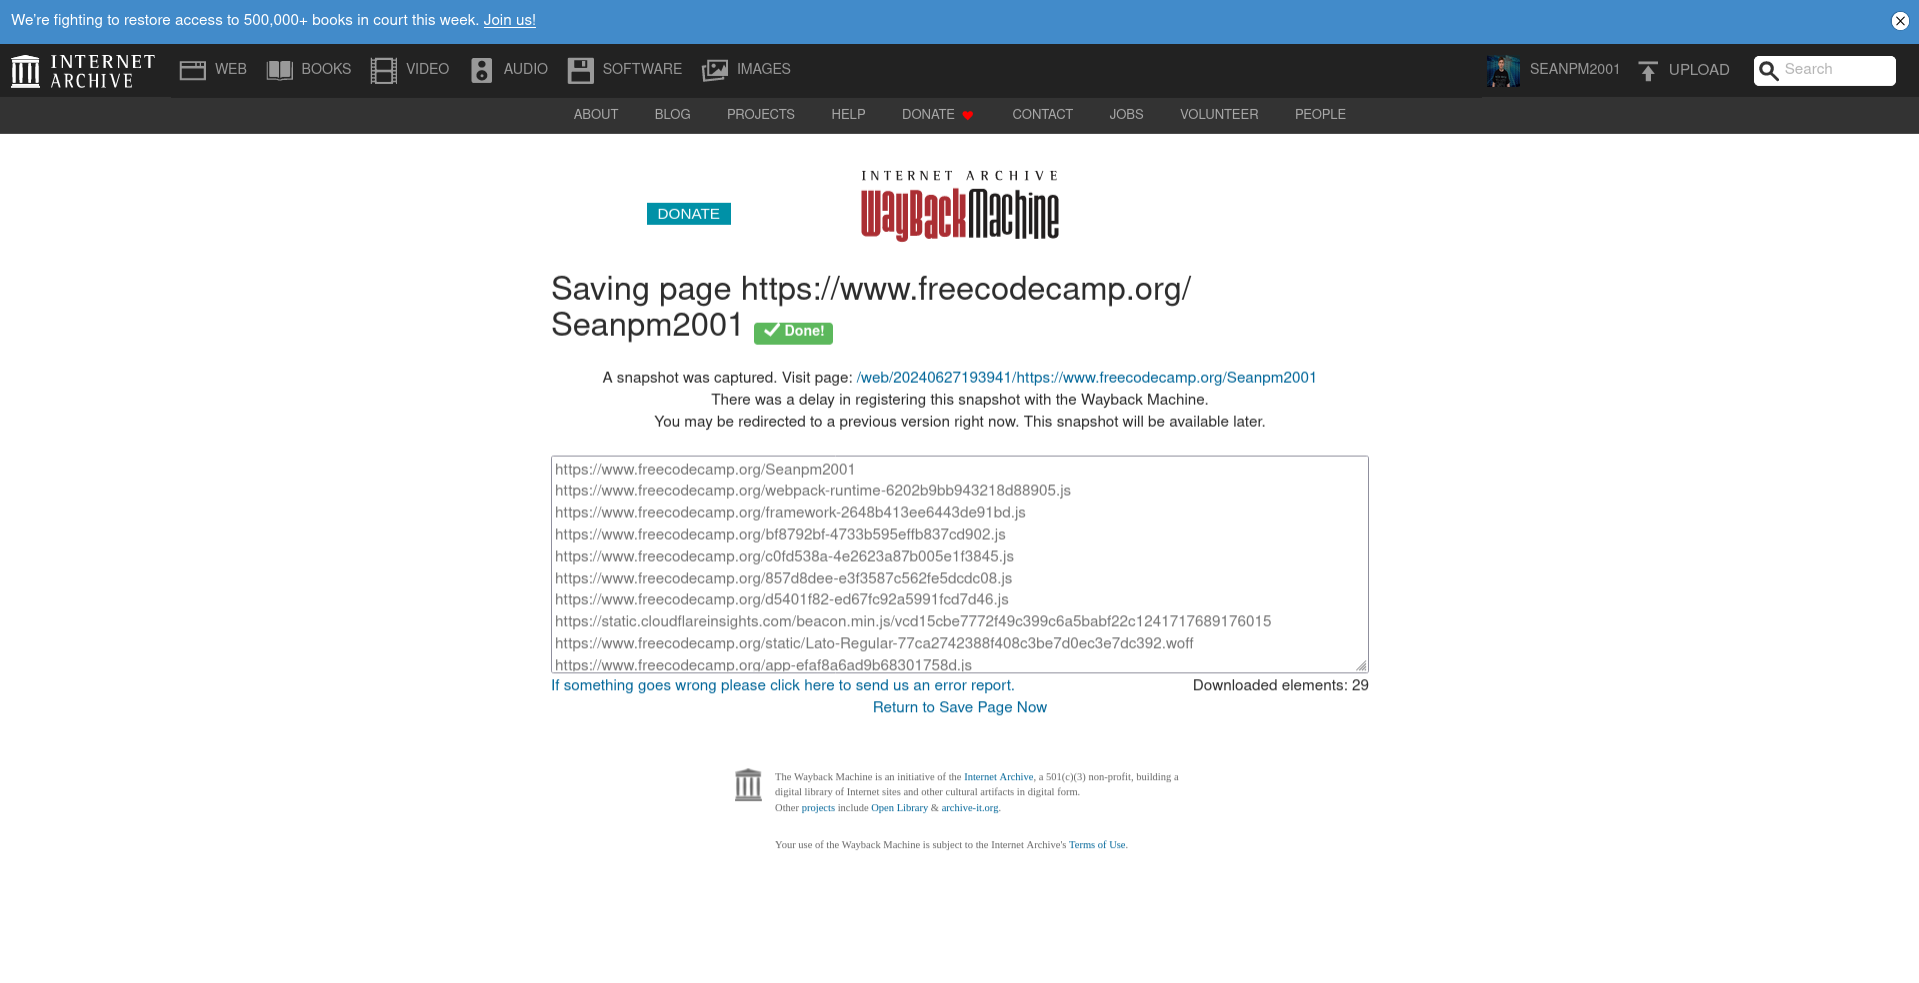 We're fighting to restore access to 500,000+ books in court this week. Join us!
INTERNET ARCHIVE WEB BOOKS VIDEO AUDIO SOFTWARE IMAGES SEANPM2001 UPLOAD Search
ABOUT BLOG PROJECTS HELP DONATE CONTACT JOBS VOLUNTEER PEOPLE
INTERNET ARCHIVE
WayBackMachine
DONATE
Saving page https://www.freecodecamp.org/
Seanpm2001 Done!
A snapshot was captured. Visit page: /web/20240627193941/https://www.freecodecamp.org/Seanpm2001
There was a delay in registering this snapshot with the Wayback Machine.
You may be redirected to a previous version right now. This snapshot will be available later.
https://www.freecodecamp.org/Seanpm2001
https://www.freecodecamp.org/webpack-runtime-6202b9bb943218d88905.js
https://www.freecodecamp.org/framework-2648b413ee6443de91bd.js
https://www.freecodecamp.org/bf8792bf-4733b595effb837cd902.js
https://www.freecodecamp.org/c0fd538a-4e2623a87b005e1f3845.js
https://www.freecodecamp.org/857d8dee-e3f3587c562fe5dcdc08.js
https://www.freecodecamp.org/d5401f82-ed67fc92a5991fcd7d46.js
https://static.cloudflareinsights.com/beacon.min.js/vcd15cbe7772f49c399c6a5babf22c1241717689176015
https://www.freecodecamp.org/static/Lato-Regular-77ca2742388f408c3be7d0ec3e7dc392.woff
https://www.freecodecamp.org/app-efaf8a6ad9b68301758d.js
If something goes wrong please click here to send us an error report. Downloaded elements: 29
Return to Save Page Now
The Wayback Machine is an initiative of the Internet Archive, a 501(c)(3) non-profit, building a
digital library of Internet sites and other cultural artifacts in digital form.
Other projects include Open Library & archive-it.org.
Your use of the Wayback Machine is subject to the Internet Archive's Terms of Use.